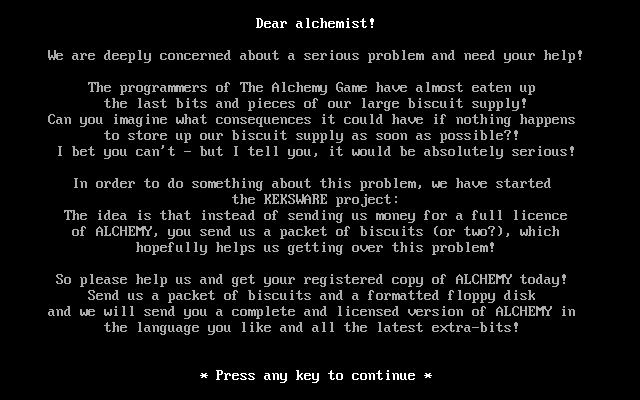 Dear alchemist!
We are deeply concerned about a serious problem and need your help!
The programmers of The Alchemy Game have almost eaten up
the last bits and pieces of our large biscuit supply!
Can you imagine what consequences it could have if nothing happens
to store up our biscuit supply as soon as possible?!
I bet you can't - but I tell you, it would be absolutely serious!
In order to do something about this problem, we have started
the KEKSWARE project:
The idea is that instead of sending us money for a full licence
of ALCHEMY, you send us a packet of biscuits (or two?), which
hopefully helps us getting over this problem!
So please help us and get your registered copy of ALCHEMY today!
Send us a packet of biscuits and a formatted floppy disk
and we will send you a complete and licensed version of ALCHEMY in
the language you like and all the latest extra-bits!
* Press any key to continue *